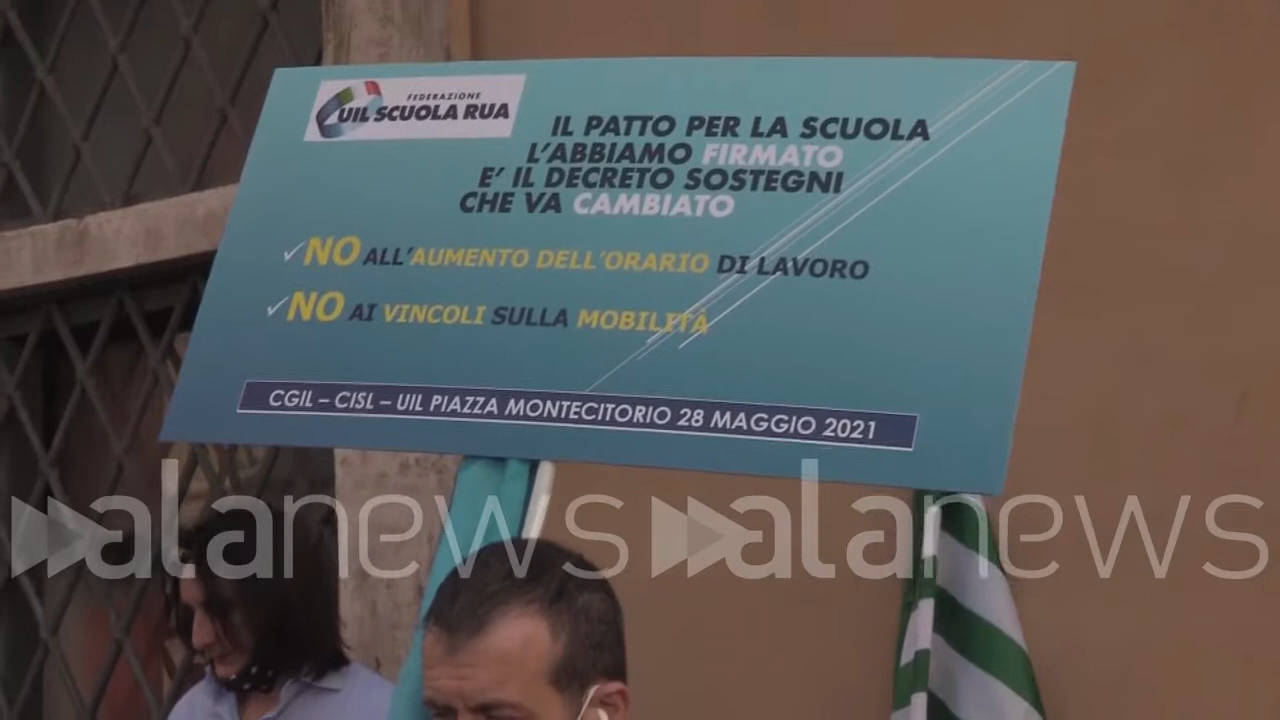 FEDERAZIONE
UIL SCUOLA RUA
IL PATTO PER LA SCUOLA
L'ABBIAMO FIRMATO
E' IL DECRETO SOSTEGNI
CHE VA CAMBIATO
NO ALL'AUMENTO DELL'ORARIO DI LAVORO
NO AI VINCOLI SULLA MOBILITÀ
CGIL – CISL – UIL PIAZZA MONTECITORIO 28 MAGGIO 2021
alanews alanews